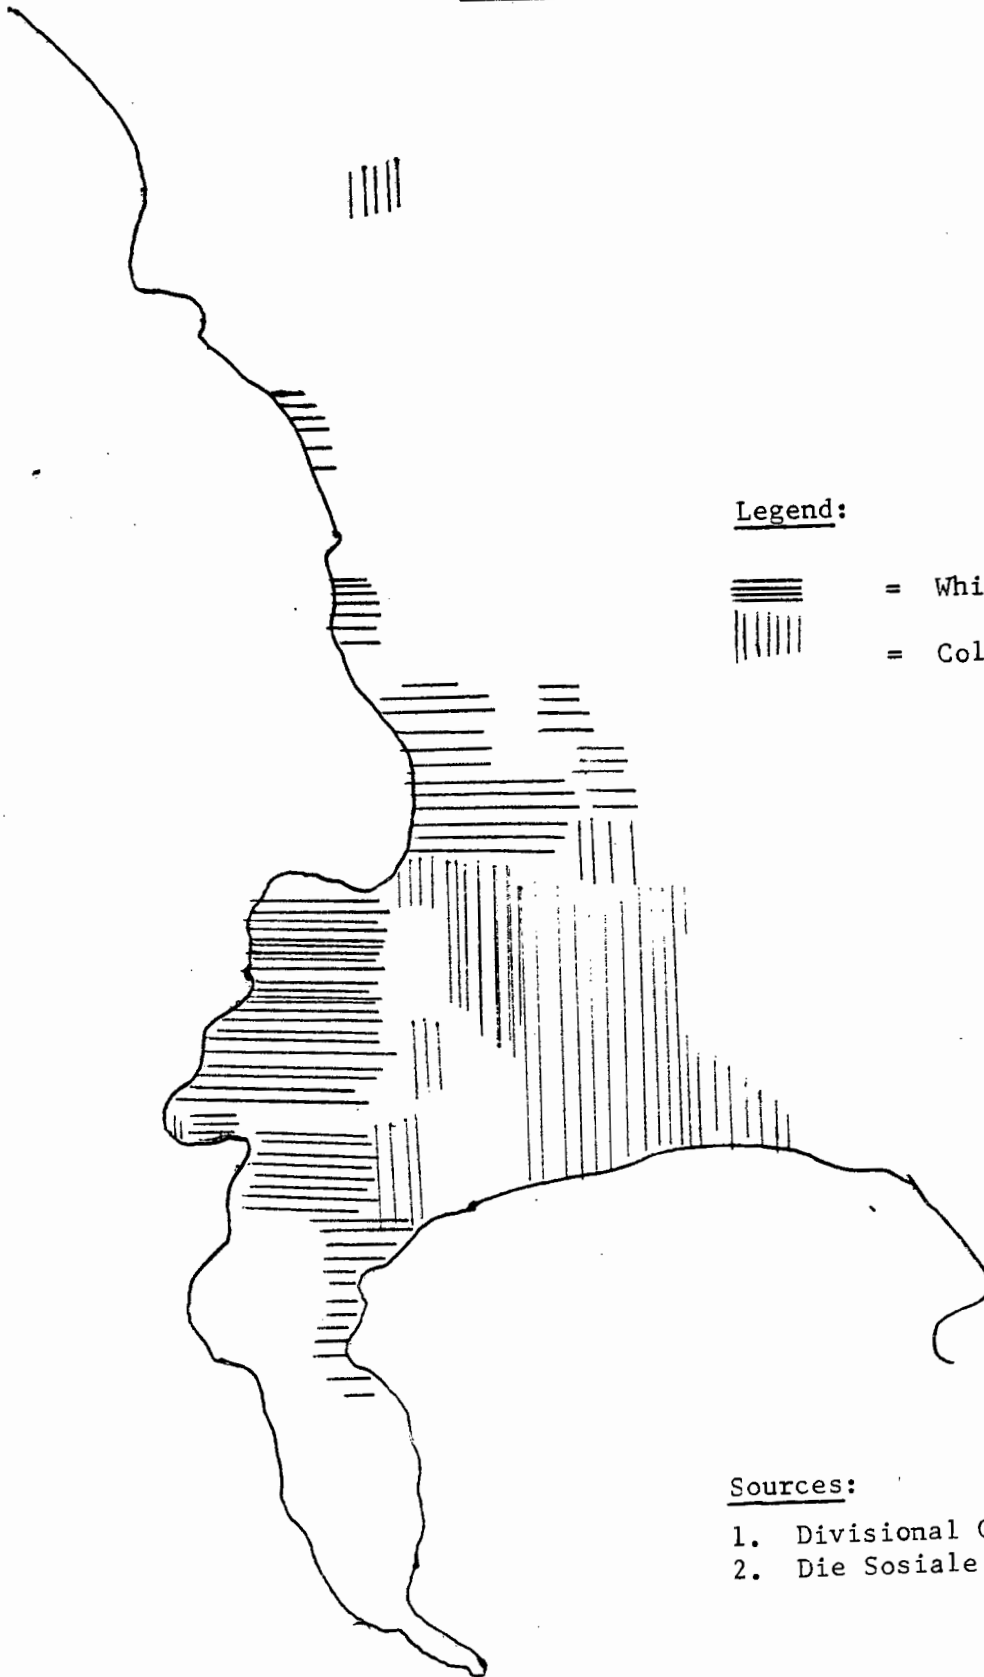 Legend:
= Whi
= Col
Sources:
1. Divisional C
2. Die Sosiale